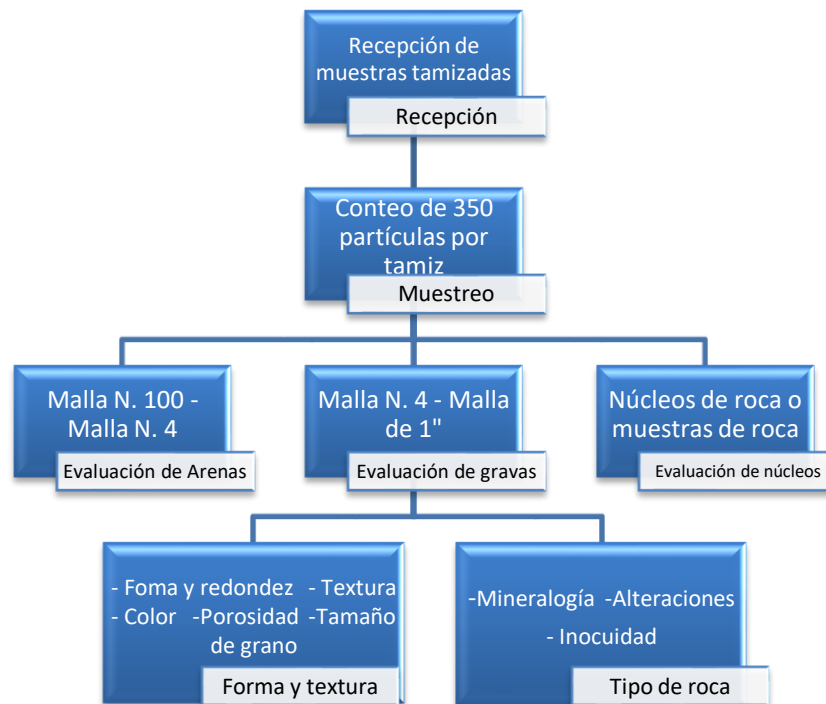 Recepción de
muestras tamizadas
Recepción
Conteo de 350
partículas por
tamiz
Muestreo
Malla N. 100 -
Malla N. 4
Evaluación de Arenas
Malla N. 4 - Malla
de 1"
Evaluación de gravas
Núcleos de roca o
muestras de roca
Evaluación de núcleos
- Foma y redondez - Textura
- Color -Porosidad -Tamaño
de grano
Forma y textura
-Mineralogía -Alteraciones
- Inocuidad
Tipo de roca